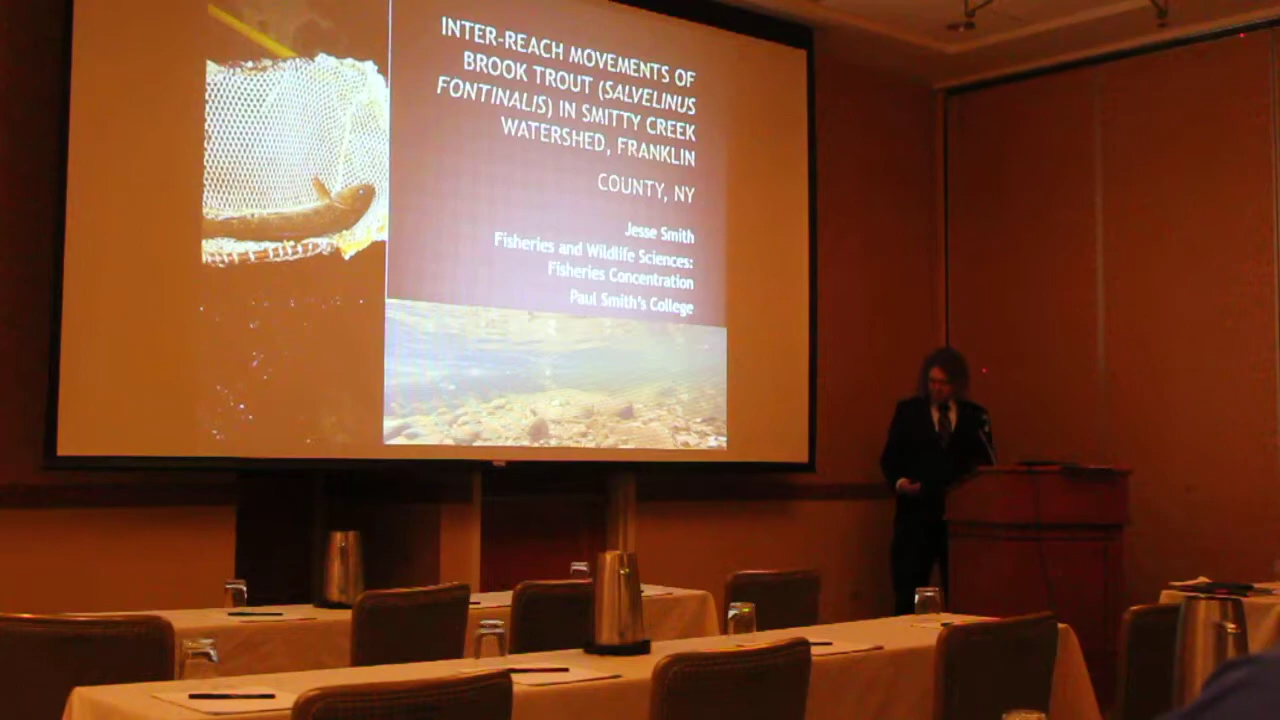 INTER-REACH MOVEMENTS OF
BROOK TROUT (SALVELINUS
FONTINALIS) IN SMITTY CREEK
WATERSHED, FRANKLIN
COUNTY, NY
Jesse Smith
Fisheries and Wildlife Sciences:
Fisheries Concentration
Paul Smith's College